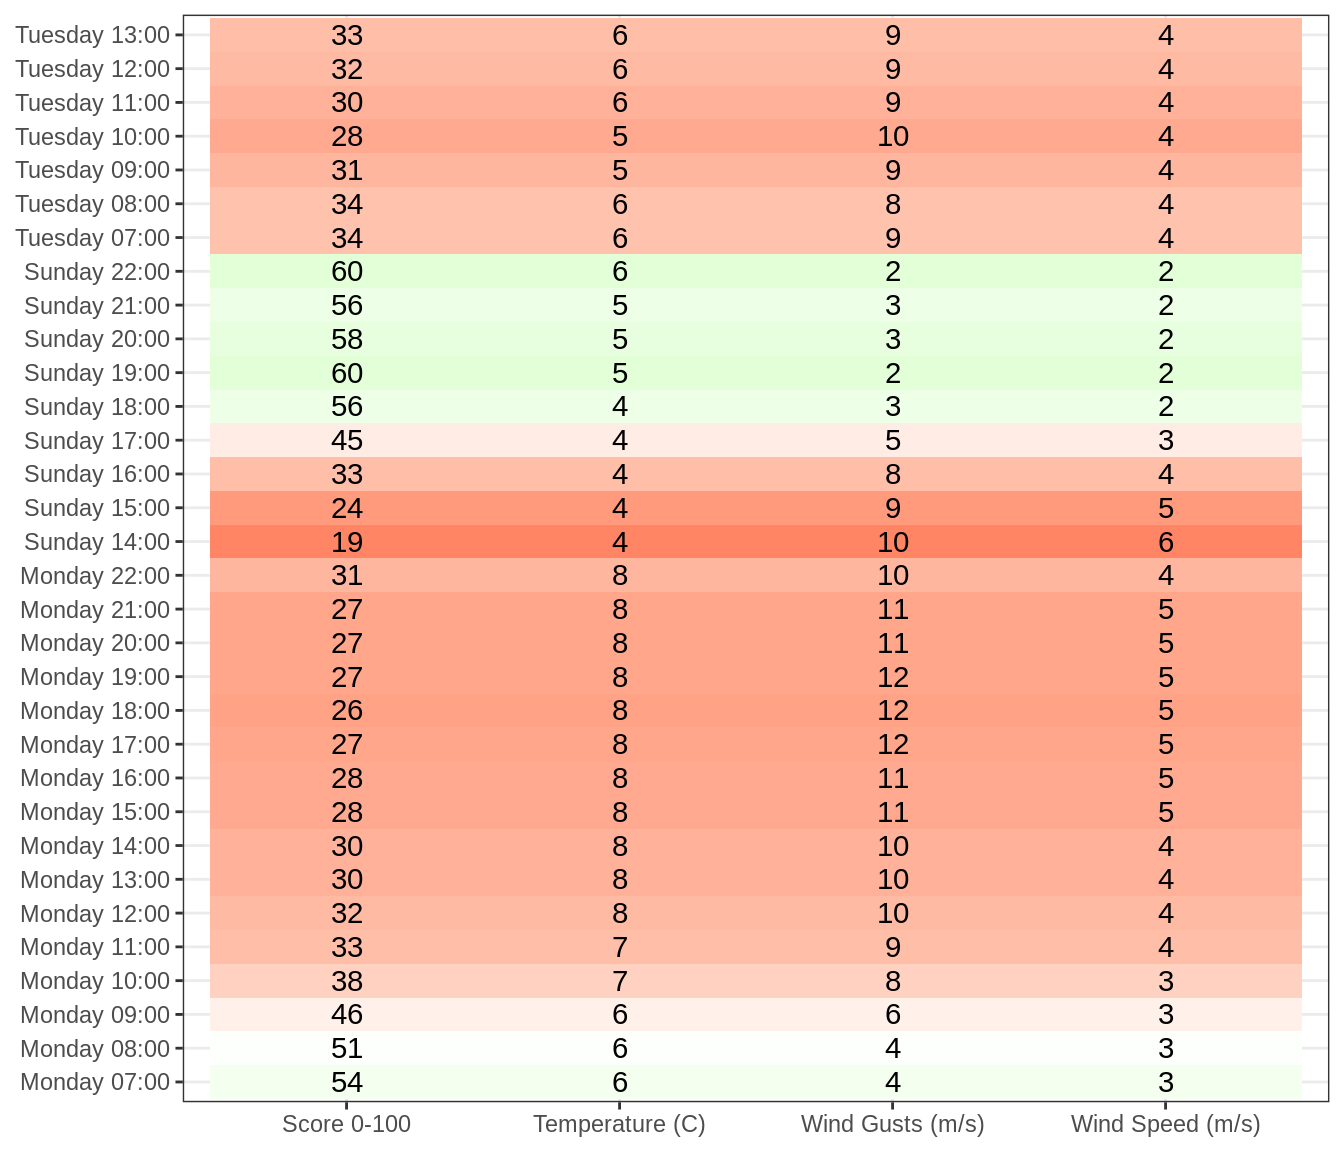 Tuesday 13:00 33 6 9 4
Tuesday 12:00 32 6 9 4
Tuesday 11:00 30 6 9 4
Tuesday 10:00 28 5 10 4
Tuesday 09:00 31 5 9 4
Tuesday 08:00 34 6 8 4
Tuesday 07:00 34 6 9 4
Sunday 22:00 60 6 2 2
Sunday 21:00 56 5 3 2
Sunday 20:00 58 5 3 2
Sunday 19:00 60 5 2 2
Sunday 18:00 56 4 3 2
Sunday 17:00 45 4 5 3
Sunday 16:00 33 4 8 4
Sunday 15:00 24 4 9 5
Sunday 14:00 19 4 10 6
Monday 22:00 31 8 10 4
Monday 21:00 27 8 11 5
Monday 20:00 27 8 11 5
Monday 19:00 27 8 12 5
Monday 18:00 26 8 12 5
Monday 17:00 27 8 12 5
Monday 16:00 28 8 11 5
Monday 15:00 28 8 11 5
Monday 14:00 30 8 10 4
Monday 13:00 30 8 10 4
Monday 12:00 32 8 10 4
Monday 11:00 33 7 9 4
Monday 10:00 38 7 8 3
Monday 09:00 46 6 6 3
Monday 08:00 51 6 4 3
Monday 07:00 54 6 4 3
Score 0-100 Temperature (C) Wind Gusts (m/s) Wind Speed (m/s)